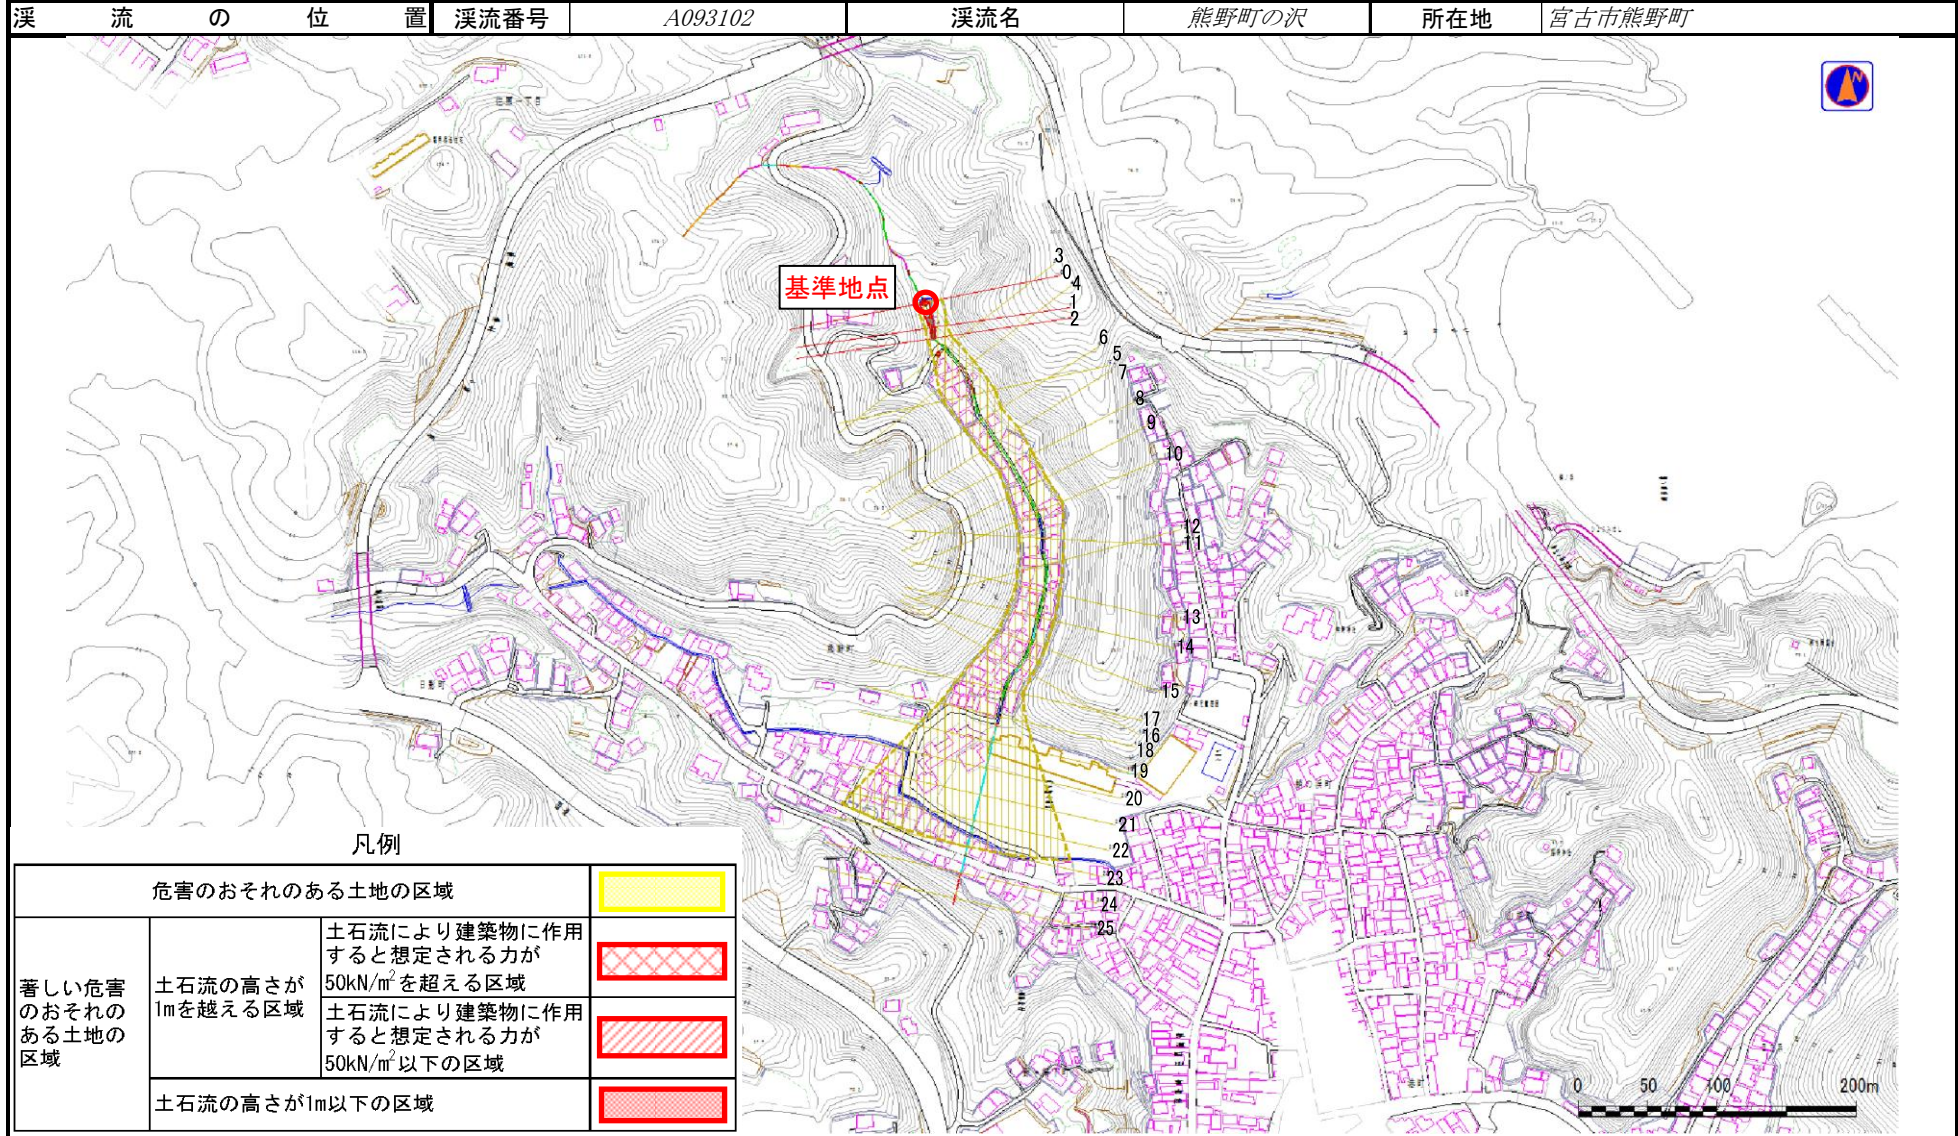 渓流の位置 渓流番号 A093102 渓流名 熊野町の沢 所在地 宮古市熊野町
N
基準地点
3
0
4
1
2
6
5
7
8
9
10
12
11
13
14
15
17
16
18
19
20
21
22
23
24
25
熊野町
日影町
凡例
危害のおそれのある土地の区域
著しい危害
のおそれの
ある土地の
区域
土石流の高さが
1mを越える区域
土石流により建築物に作用
すると想定される力が
50kN/㎡を超える区域
土石流により建築物に作用
すると想定される力が
50kN/㎡以下の区域
土石流の高さが1m以下の区域
0 50 100 200m